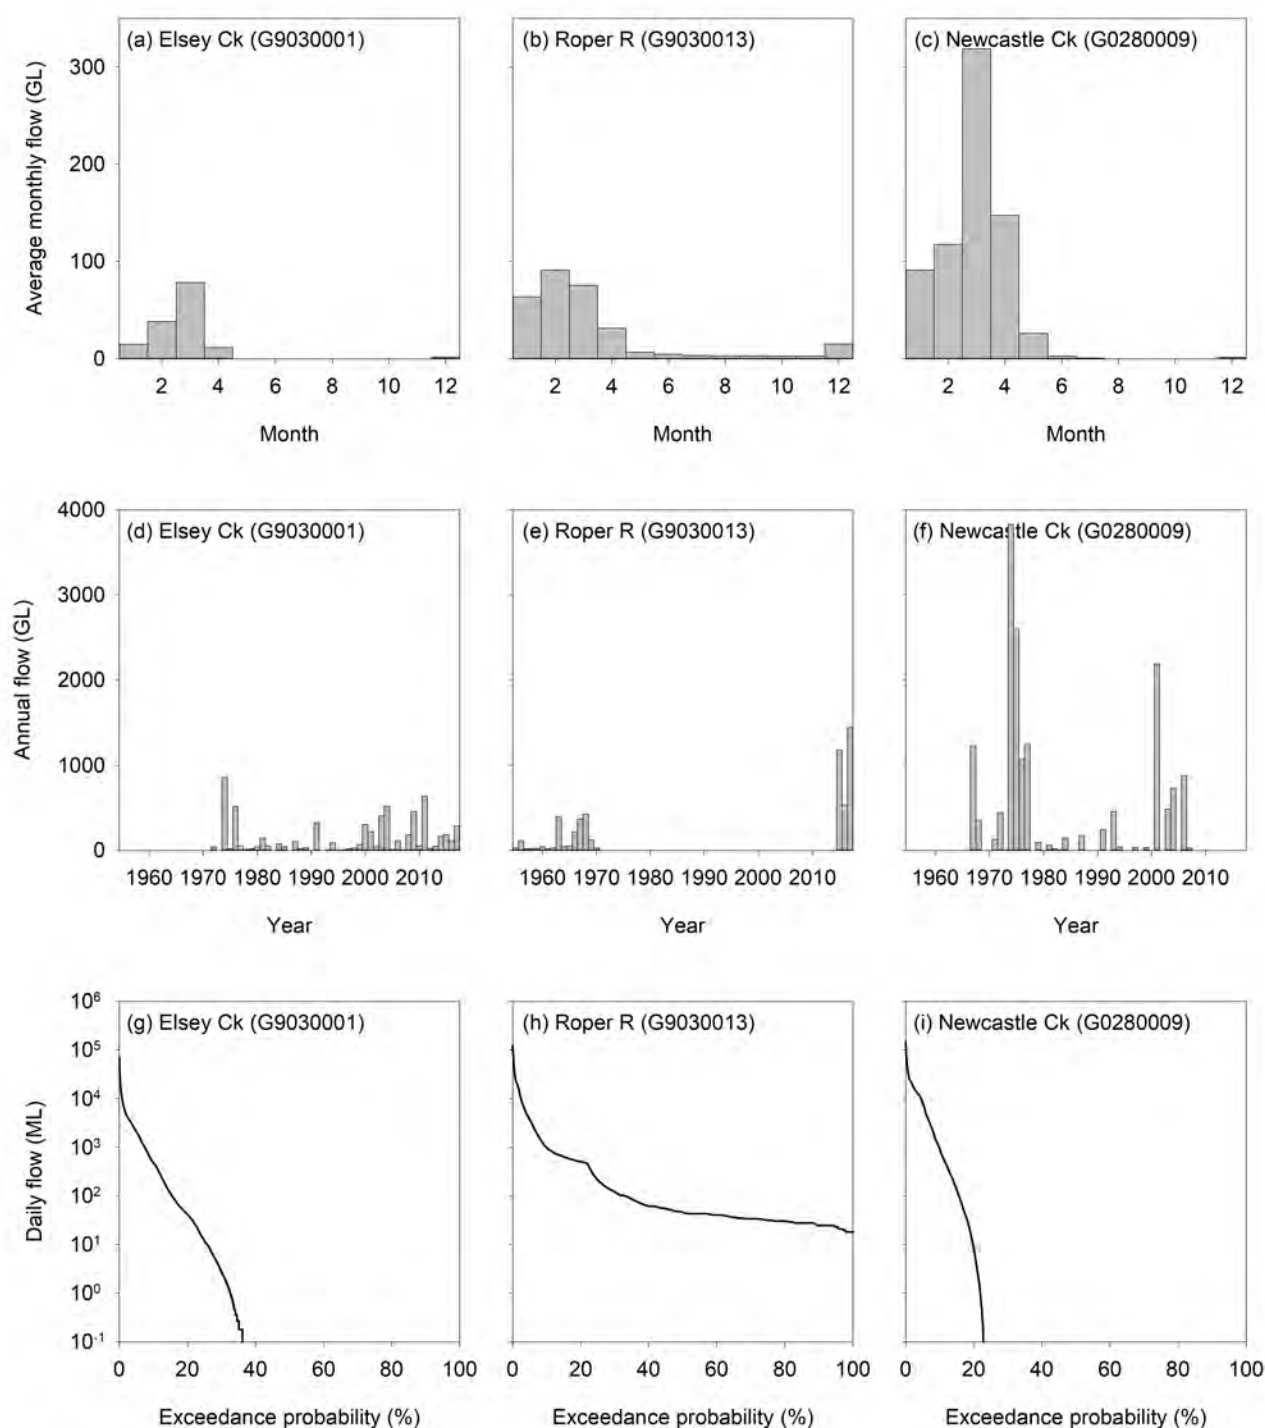 (a) Elsey Ck (G9030001)
(b) Roper R (G9030013)
(c) Newcastle Ck (G0280009)
Average monthly flow (GL)
300
200
100
0
2 4 6 8 10 12
2 4 6 8 10 12
2 4 6 8 10 12
Month
Month
Month
(d) Elsey Ck (G9030001)
(e) Roper R (G9030013)
(f) Newcastle Ck (G0280009)
Annual flow (GL)
4000
3000
2000
1000
0
1960 1970 1980 1990 2000 2010
1960 1970 1980 1990 2000 2010
1960 1970 1980 1990 2000 2010
Year
Year
Year
(g) Elsey Ck (G9030001)
(h) Roper R (G9030013)
(i) Newcastle Ck (G0280009)
Daily flow (ML)
10⁶
10⁵
10⁴
10³
10²
10¹
10⁰
10⁻¹
0 20 40 60 80 100
0 20 40 60 80 100
0 20 40 60 80 100
Exceedance probability (%)
Exceedance probability (%)
Exceedance probability (%)